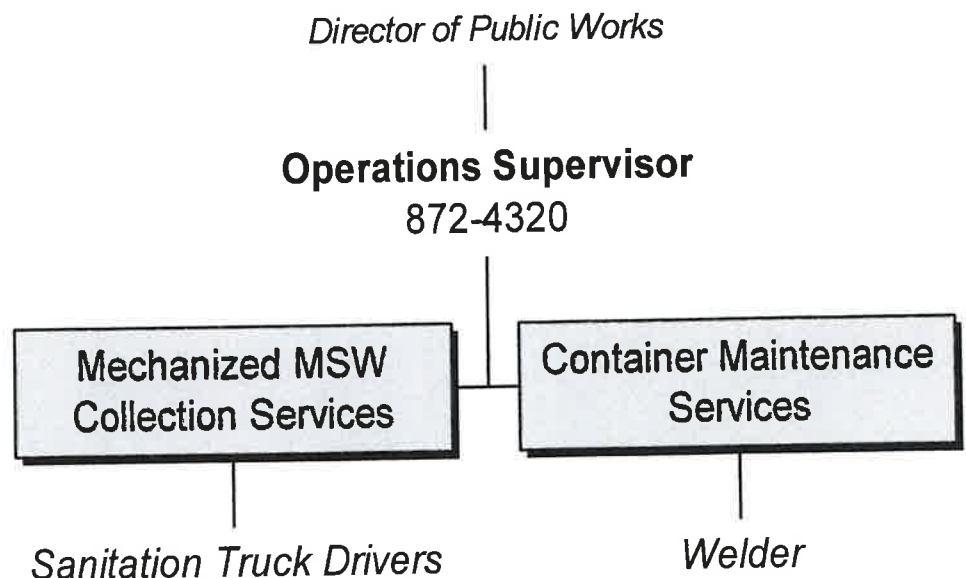 Director of Public Works
Operations Supervisor
872-4320
Mechanized MSW
Collection Services
Container Maintenance
Services
Sanitation Truck Drivers
Welder